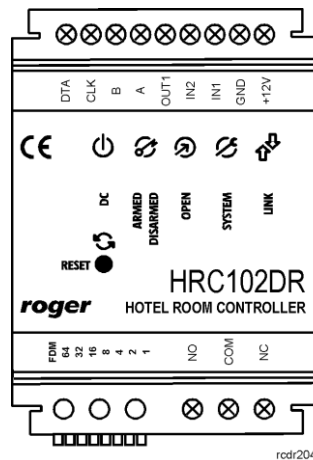 DTA CLK B A OUT1 IN2 IN1 GND +12V
CE
DC ARMED DISARMED OPEN SYSTEM LINK
RESET
HRC102DR
roger HOTEL ROOM CONTROLLER
FDM 64 32 16 8 4 2 1 NO COM NC
rcdr204